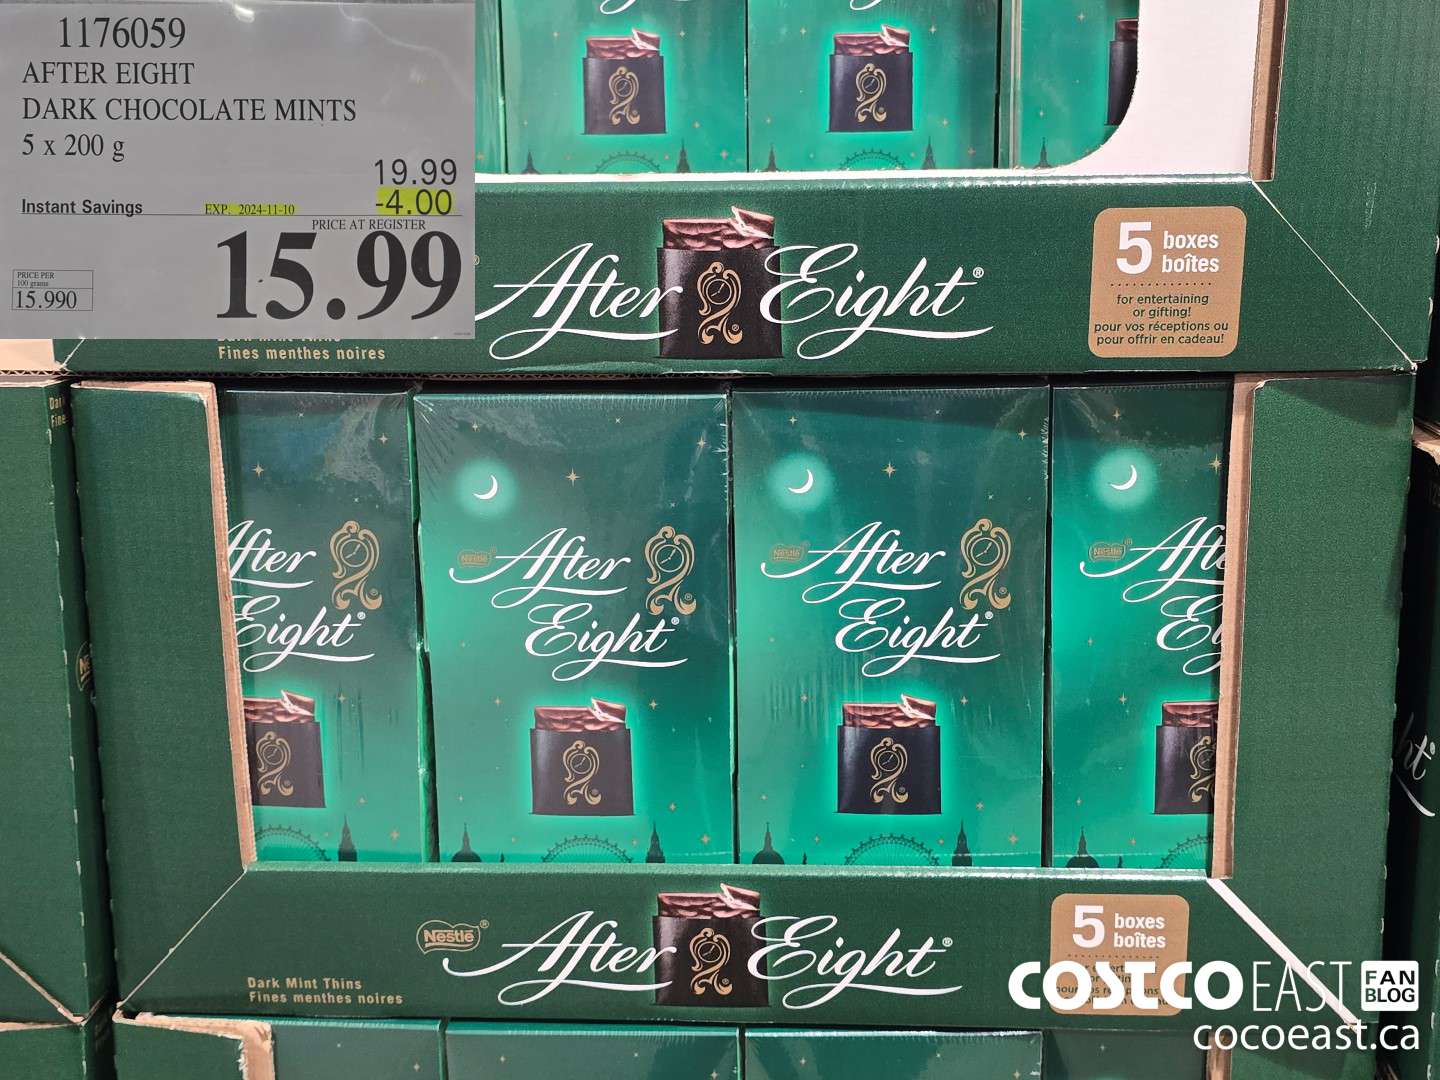 1176059
AFTER EIGHT
DARK CHOCOLATE MINTS
5 x 200 g
19.99
Instant Savings EXP. 2024-11-10 -4.00
PRICE AT REGISTER
15.99
PRICE PER
100 grams
15.990
Fines menthes noires
After Eight®
5 boxes
boîtes
for entertaining
or gifting!
pour vos réceptions ou
pour offrir en cadeau!
After
Eight®
Nestlé After
Eight®
Nestlé After
Eight®
Nestlé
Nestlé® After Eight®
Dark Mint Thins
Fines menthes noires
5 boxes
boîtes
COSTCO EAST FAN
BLOG
cocoeast.ca